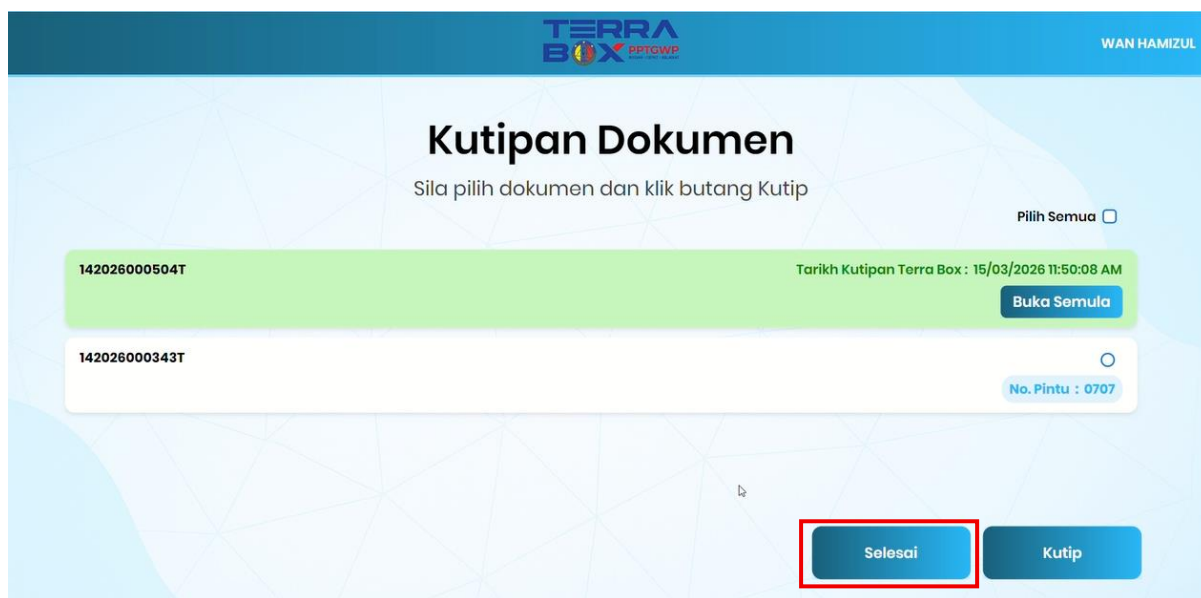 TERRA
BOX PPTGWP
WAN HAMIZUL
Kutipan Dokumen
Sila pilih dokumen dan klik butang Kutip
Pilih Semua
142026000504T
Tarikh Kutipan Terra Box : 15/03/2026 11:50:08 AM
Buka Semula
142026000343T
No. Pintu : 0707
Selesai
Kutip